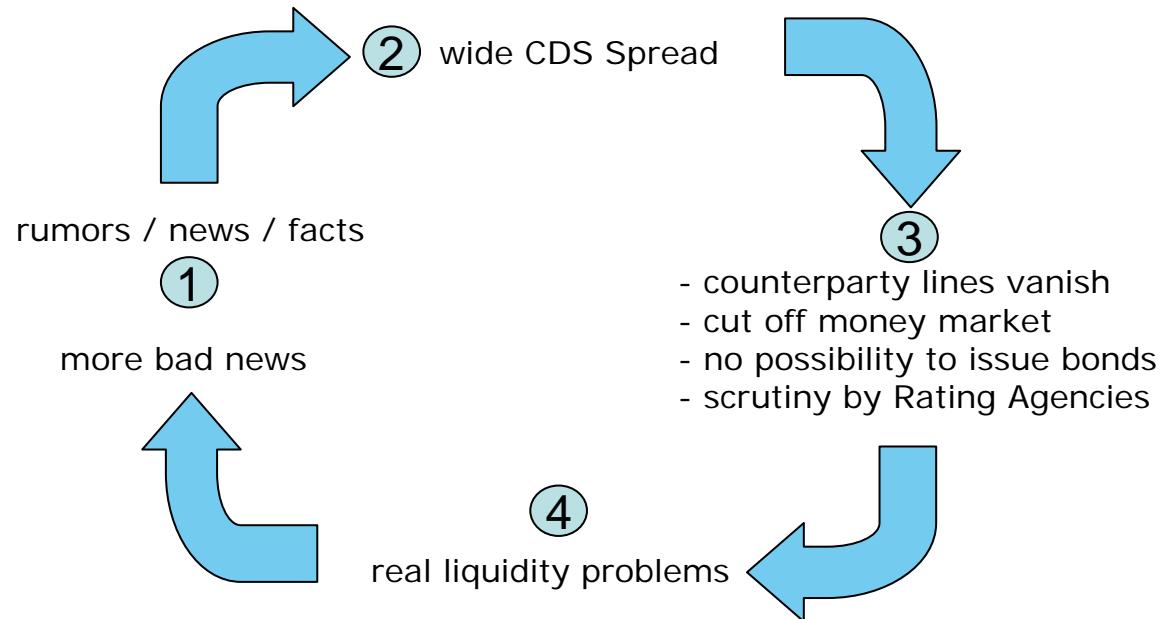 2 wide CDS Spread
rumors / news / facts
1
more bad news
3
- counterparty lines vanish
- cut off money market
- no possibility to issue bonds
- scrutiny by Rating Agencies
4
real liquidity problems